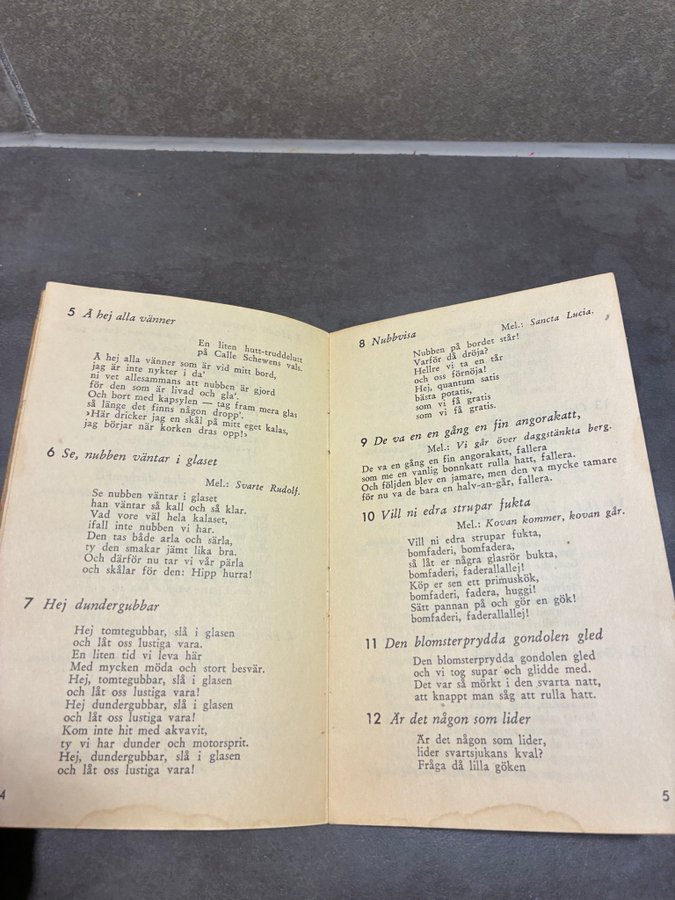 5 Å hej alla vänner
En liten hutt-truddelutt
på Calle Schewens vals.
Å hej alla vänner som är vid mitt bord,
jag är inte nykter i da'
ni vet allesammans att nubben är gjord
för den som är livad och gla'.
Och bort med kapsylen — tag fram mera glas
så länge det finns någon dropp'.
›Här dricker jag en skål på mitt eget kalas,
jag börjar när korken dras opp!›
6 Se, nubben väntar i glaset
Mel.: Svarte Rudolf.
Se nubben väntar i glaset
han väntar så kall och så klar.
Vad vore väl hela kalaset,
ifall inte nubben vi har.
Den tas både arla och särla,
ty den smakar jämt lika bra.
Och därför nu tar vi vår pärla
och skålar för den: Hipp hurra!
7 Hej dundergubbar
Hej tomtegubbar, slå i glasen
och låt oss lustiga vara.
En liten tid vi leva här
Med mycken möda och stort besvär.
Hej, tomtegubbar, slå i glasen
och låt oss lustiga vara!
Hej dundergubbar, slå i glasen
och låt oss lustiga vara!
Kom inte hit med akvavit,
ty vi har dunder och motorsprit.
Hej, dundergubbar, slå i glasen
och låt oss lustiga vara!
4
8 Nubbvisa
Mel.: Sancta Lucia.
Nubben på bordet står!
Varför då dröja?
Hellre vi ta en tår
och oss förnöja!
Hej, quantum satis
bästa potatis,
som vi få gratis
som vi få gratis.
9 De va en en gång en fin angorakatt,
Mel.: Vi går över daggstänkta berg.
De va en gång en fin angorakatt, fallera
som me en vanlig bonnkatt rulla hatt, fallera.
Och följden blev en jamare, men den va mycke tamare
för nu va de bara en halv-an-går, fallera.
10 Vill ni edra strupar fukta
Mel.: Kovan kommer, kovan går.
Vill ni edra strupar fukta,
bomfaderi, bomfadera,
så låt er några glasrör bukta,
bomfaderi, faderallallej!
Köp er sen ett primuskök,
bomfaderi, fadera, huggi!
Sätt pannan på och gör en gök!
bomfaderi, faderallallej!
11 Den blomsterprydda gondolen gled
Den blomsterprydda gondolen gled
och vi tog supar och glidde med.
Det var så mörkt i den svarta natt,
att knappt man såg att rulla hatt.
12 Är det någon som lider
Är det någon som lider,
lider svartsjukans kval?
Fråga då lilla göken
5